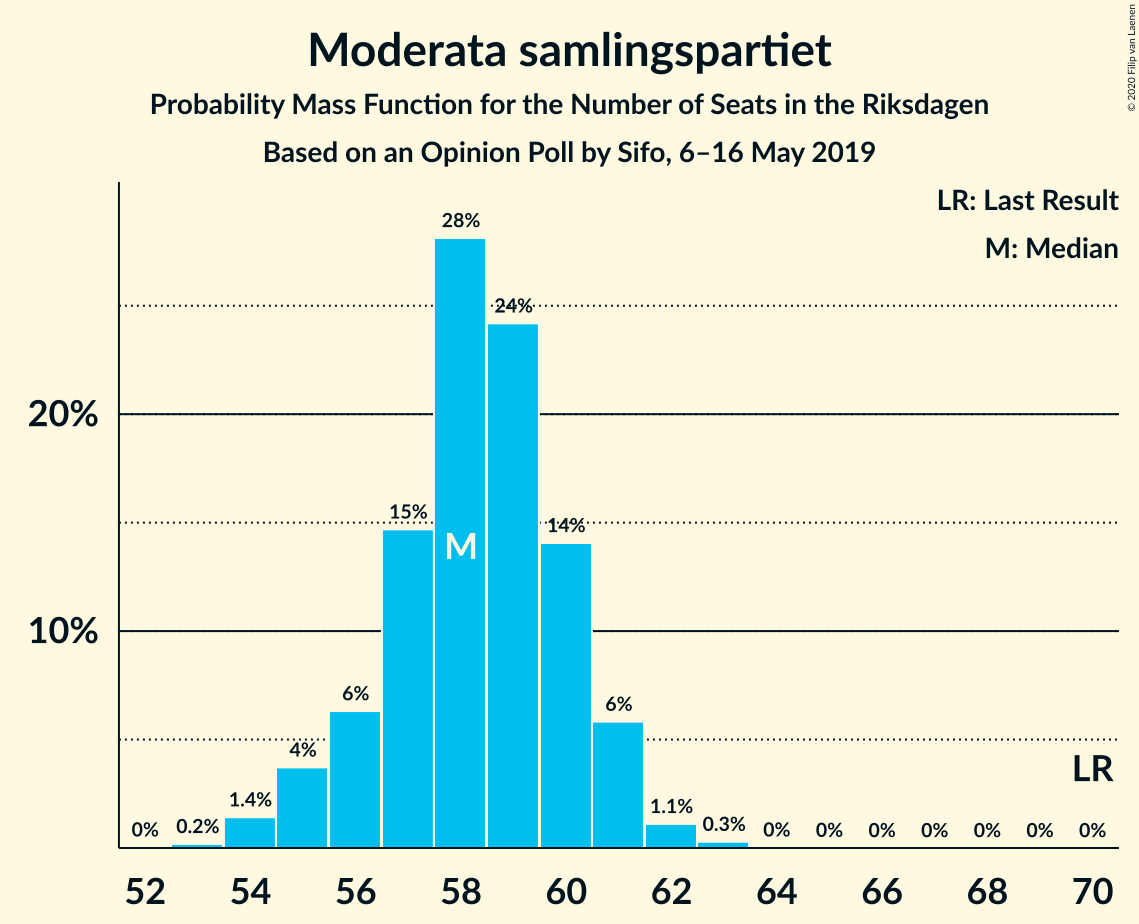 Moderata samlingspartiet
Probability Mass Function for the Number of Seats in the Riksdagen
Based on an Opinion Poll by Sifo, 6–16 May 2019
© 2020 Filip van Laenen
LR: Last Result
M: Median
28%
24%
20%
15%
14%
M
10%
6%
6%
4%
LR
1.4%
1.1%
0% 0.2% 0.3% 0% 0% 0% 0% 0% 0% 0%
52 54 56 58 60 62 64 66 68 70